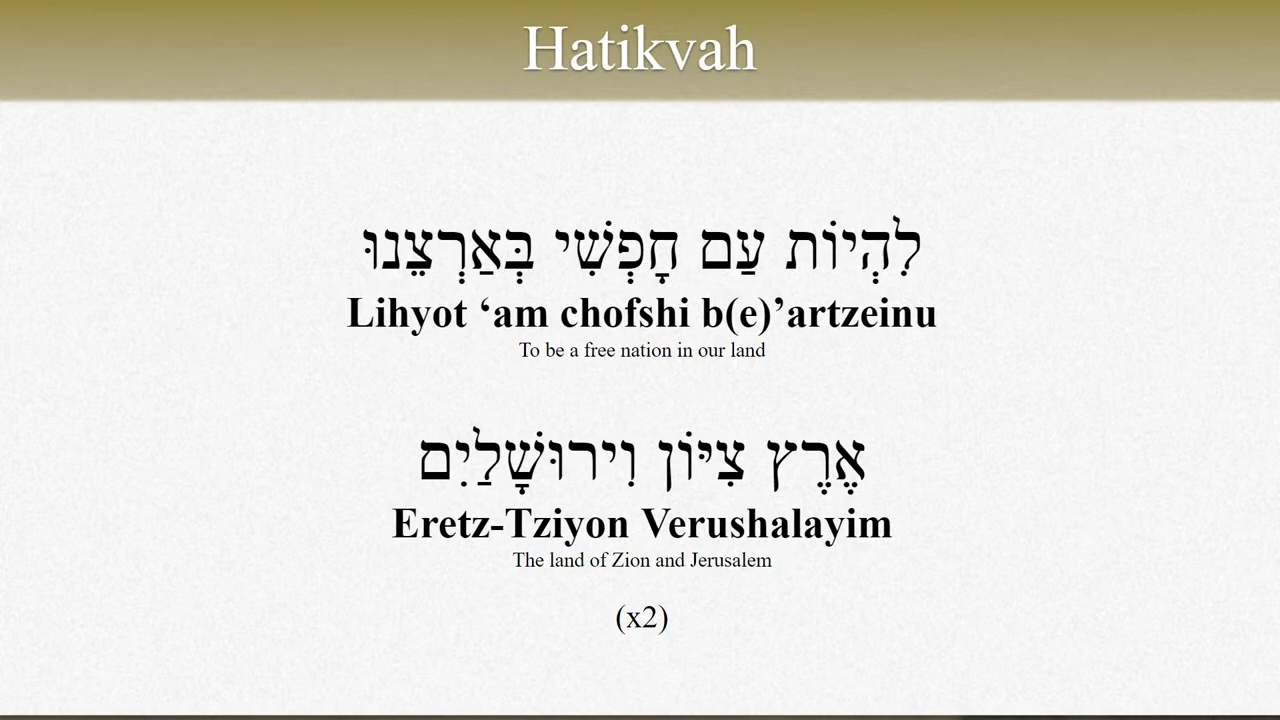 Hatikvah
לִהְיוֹת עַם חָפְשִׁי בְּאַרְצֵנוּ
Lihyot ‘am chofshi b(e)’artzeinu
To be a free nation in our land
אֶרֶץ צִיּוֹן וִירוּשָׁלַיִם
Eretz-Tziyon Verushalayim
The land of Zion and Jerusalem
(x2)